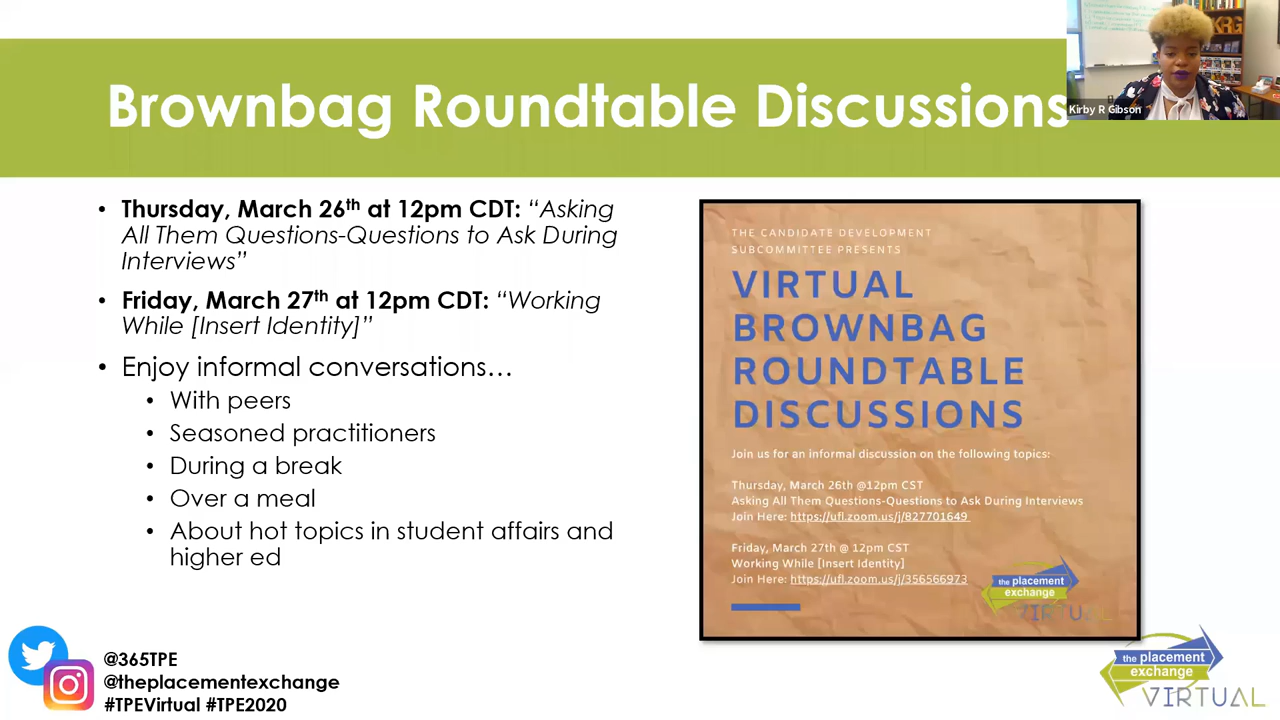 KRG
Kirby R Gibson
Brownbag Roundtable Discussions
• Thursday, March 26th at 12pm CDT: “Asking
All Them Questions-Questions to Ask During
Interviews”
• Friday, March 27th at 12pm CDT: “Working
While [Insert Identity]”
• Enjoy informal conversations…
• With peers
• Seasoned practitioners
• During a break
• Over a meal
• About hot topics in student affairs and
higher ed
THE CANDIDATE DEVELOPMENT
SUBCOMMITTEE PRESENTS
VIRTUAL
BROWNBAG
ROUNDTABLE
DISCUSSIONS
Join us for an informal discussion on the following topics:
Thursday, March 26th @12pm CST
Asking All Them Questions-Questions to Ask During Interviews
Join Here: https://ufl.zoom.us/j/827701649
Friday, March 27th @ 12pm CST
Working While [Insert Identity]
Join Here: https://ufl.zoom.us/j/356566973
the placement
exchange
VIRTUAL
@365TPE
@theplacementexchange
#TPEVirtual #TPE2020
the placement
exchange
VIRTUAL